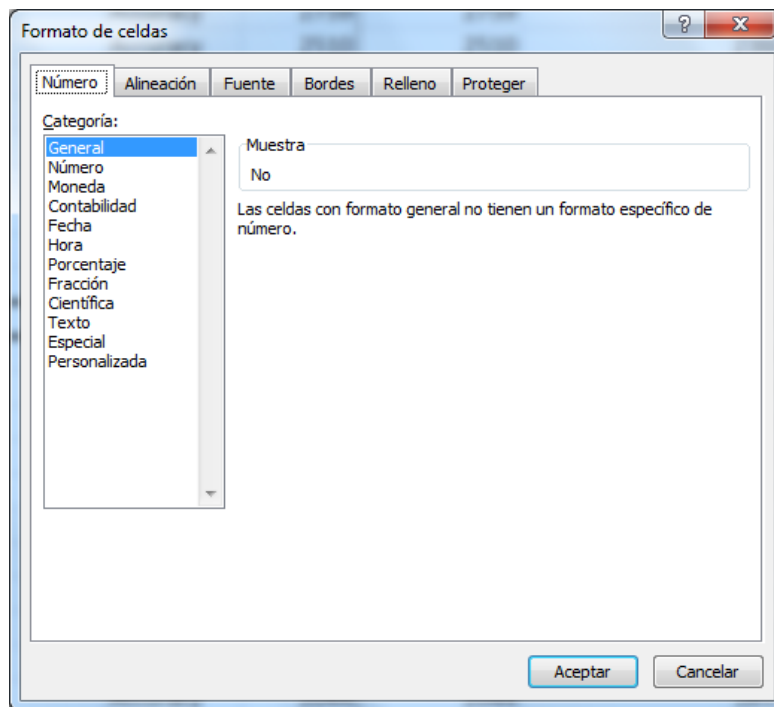 Formato de celdas
Número Alineación Fuente Bordes Relleno Proteger
Categoría:
General
Número
Moneda
Contabilidad
Fecha
Hora
Porcentaje
Fracción
Científica
Texto
Especial
Personalizada
Muestra
No
Las celdas con formato general no tienen un formato específico de
número.
Aceptar Cancelar